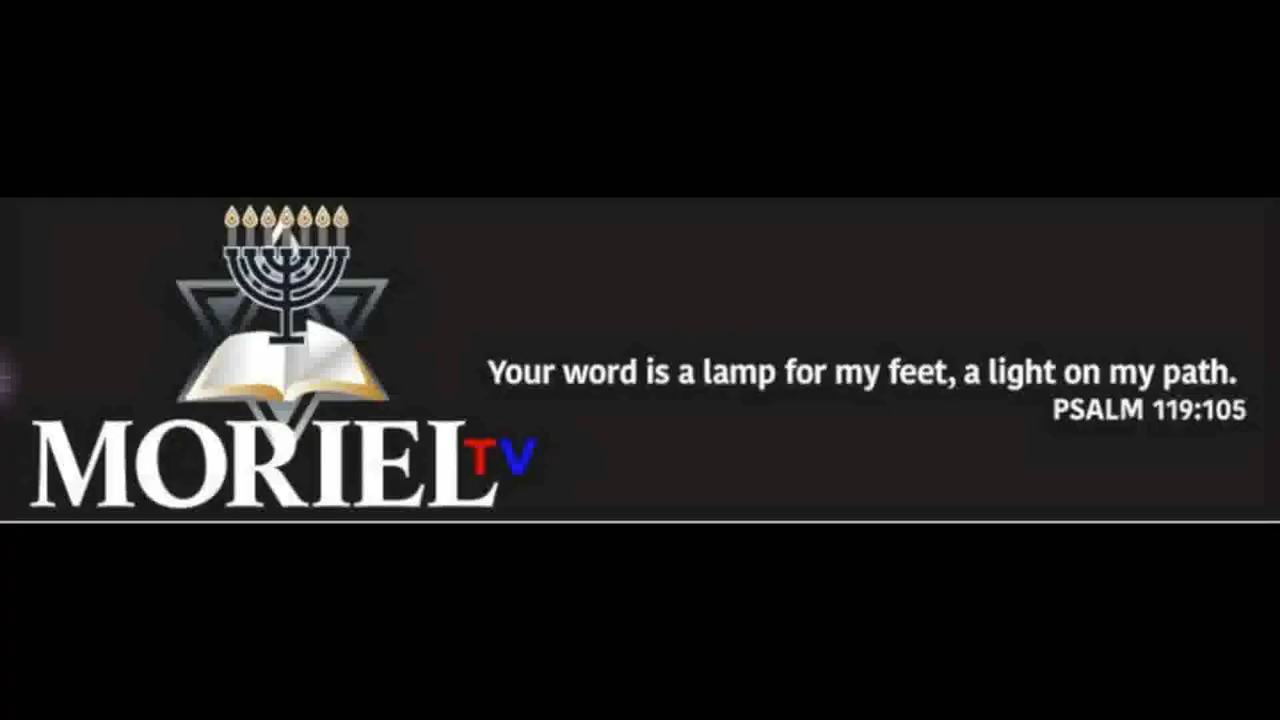 Your word is a lamp for my feet, a light on my path.
PSALM 119:105
MORIEL TV